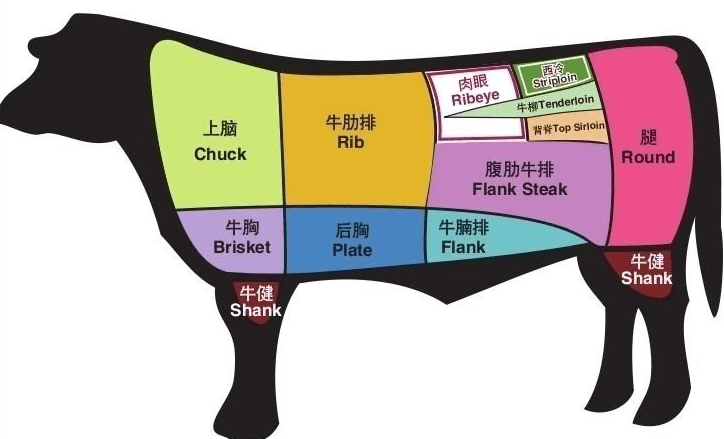 上脑
Chuck
牛肋排
Rib
肉眼
Ribeye
西冷
Striploin
牛柳Tenderloin
背脊Top Sirloin
腿
Round
腹肋牛排
Flank Steak
牛胸
Brisket
后胸
Plate
牛腩排
Flank
牛健
Shank
牛健
Shank